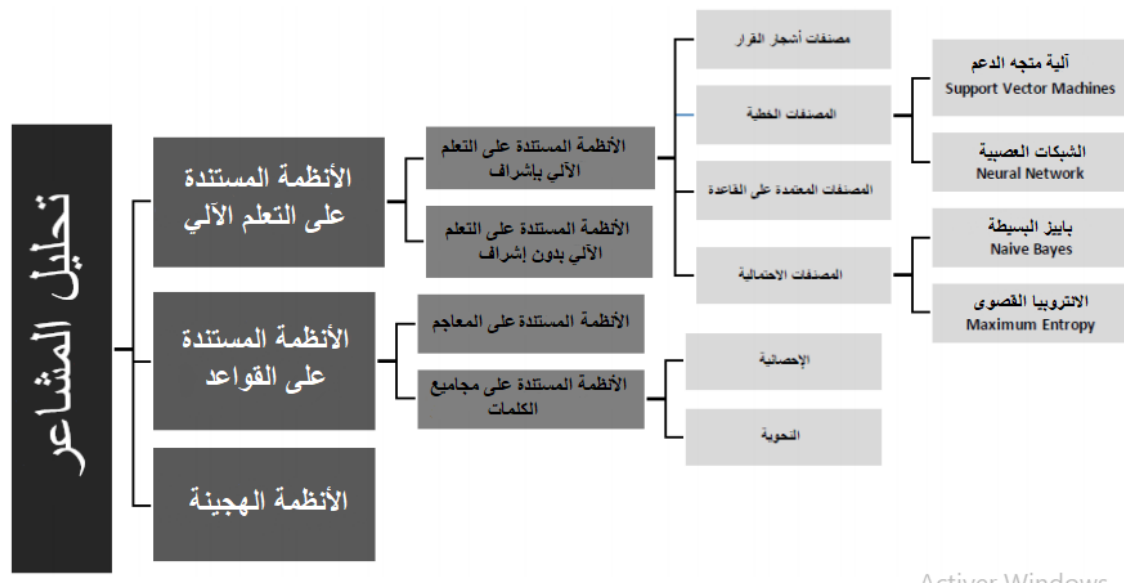 تحليل المشاعر
الأنظمة المستندة
على التعلم الآلي
الأنظمة المستندة على التعلم
الآلي بإشراف
مصنفات أشجار القرار
المصنفات الخطية
آلية متجه الدعم
Support Vector Machines
الشبكات العصبية
Neural Network
المصنفات المعتمدة على القاعدة
المصنفات الاحتمالية
باييز البسيطة
Naive Bayes
الانتروبيا القصوى
Maximum Entropy
الأنظمة المستندة على التعلم
الآلي بدون إشراف
الأنظمة المستندة
على القواعد
الأنظمة المستندة على المعاجم
الأنظمة المستندة على مجاميع
الكلمات
الإحصائية
النحوية
الأنظمة الهجينة
Activer Windows